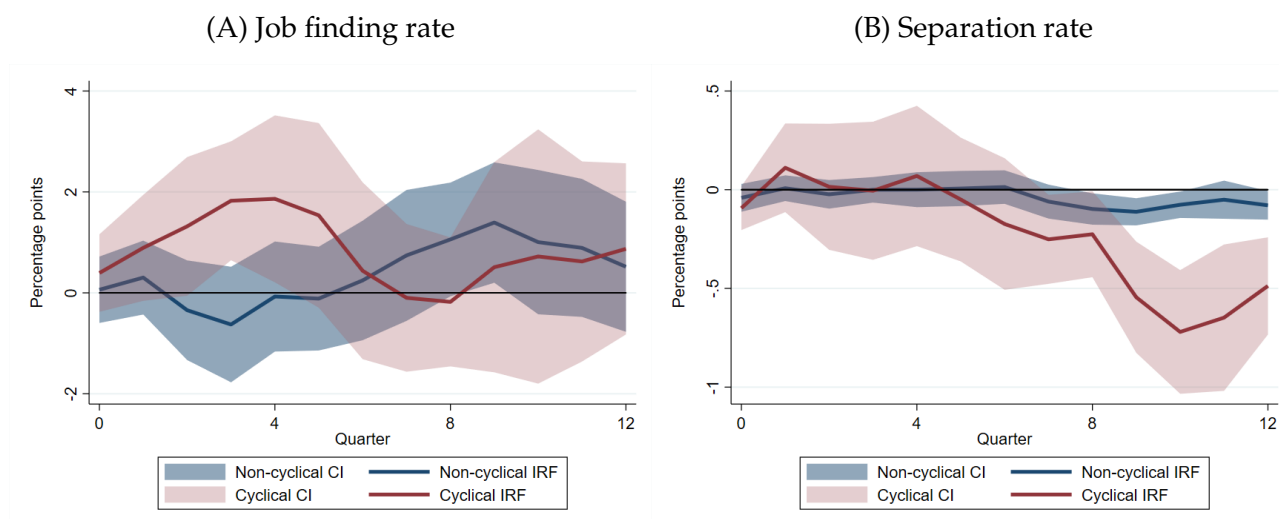 (A) Job finding rate
(B) Separation rate
Percentage points
4
2
0
-2
0
4
8
12
Quarter
Non-cyclical CI
Non-cyclical IRF
Cyclical CI
Cyclical IRF
Percentage points
.5
0
-.5
-1
0
4
8
12
Quarter
Non-cyclical CI
Non-cyclical IRF
Cyclical CI
Cyclical IRF